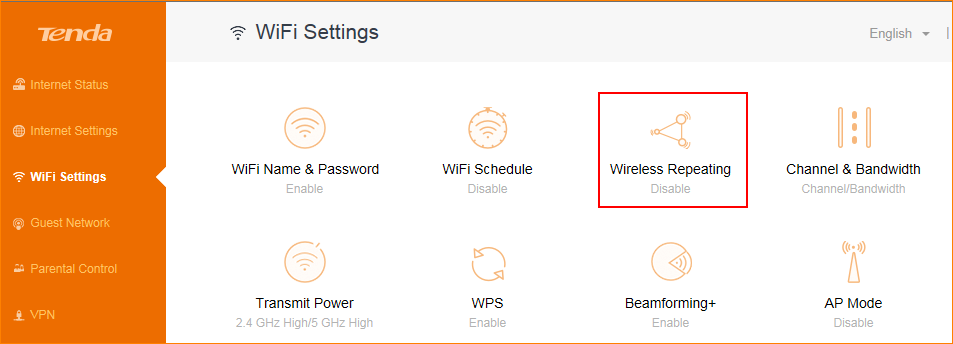 Tenda
WiFi Settings
English
Internet Status
Internet Settings
WiFi Settings
Guest Network
Parental Control
VPN
WiFi Name & Password
Enable
WiFi Schedule
Disable
Wireless Repeating
Disable
Channel & Bandwidth
Channel/Bandwidth
Transmit Power
2.4 GHz High/5 GHz High
WPS
Enable
Beamforming+
Enable
AP Mode
Disable